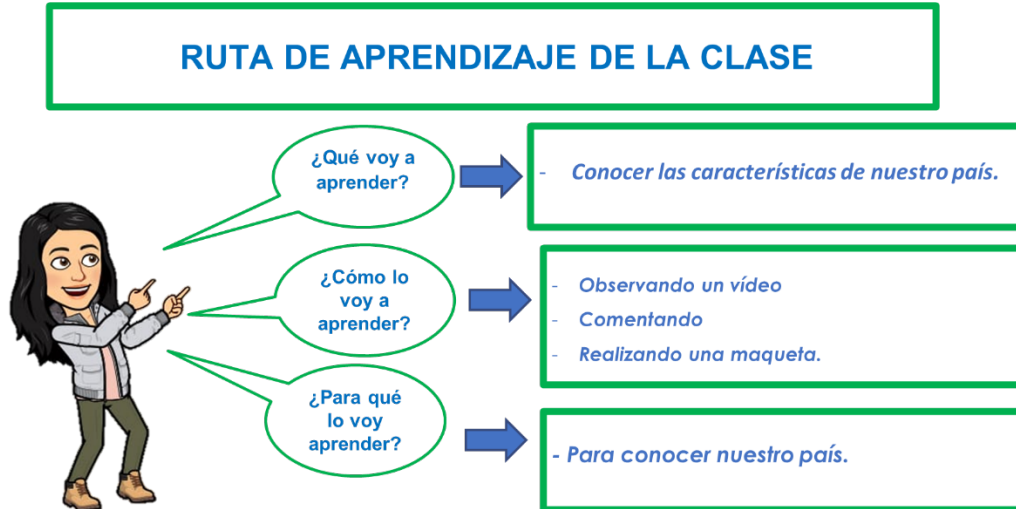 RUTA DE APRENDIZAJE DE LA CLASE
¿Qué voy a
aprender?
- Conocer las características de nuestro país.
¿Cómo lo
voy a
aprender?
- Observando un vídeo
- Comentando
- Realizando una maqueta.
¿Para qué
lo voy
aprender?
- Para conocer nuestro país.